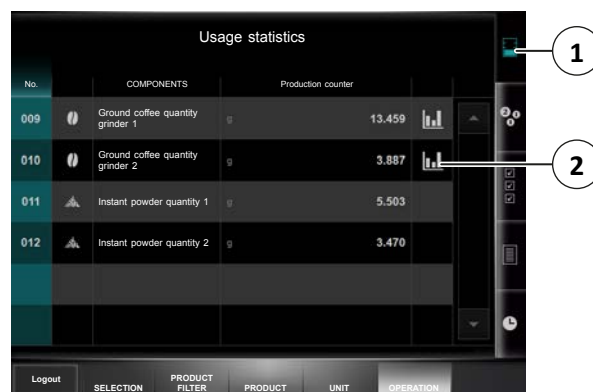 Usage statistics
No. COMPONENTS Production counter
009 Ground coffee quantity grinder 1 g 13.459
010 Ground coffee quantity grinder 2 g 3.887
011 Instant powder quantity 1 g 5.503
012 Instant powder quantity 2 g 3.470
Logout SELECTION PRODUCT FILTER PRODUCT UNIT OPERATION
1
2